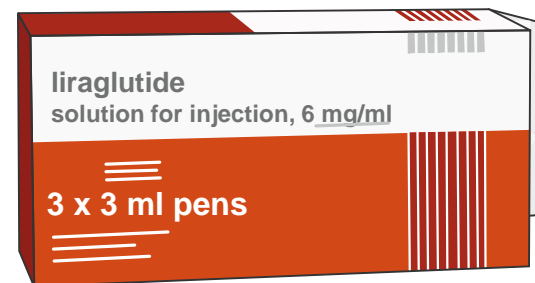 liraglutide
solution for injection, 6 mg/ml
3 x 3 ml pens